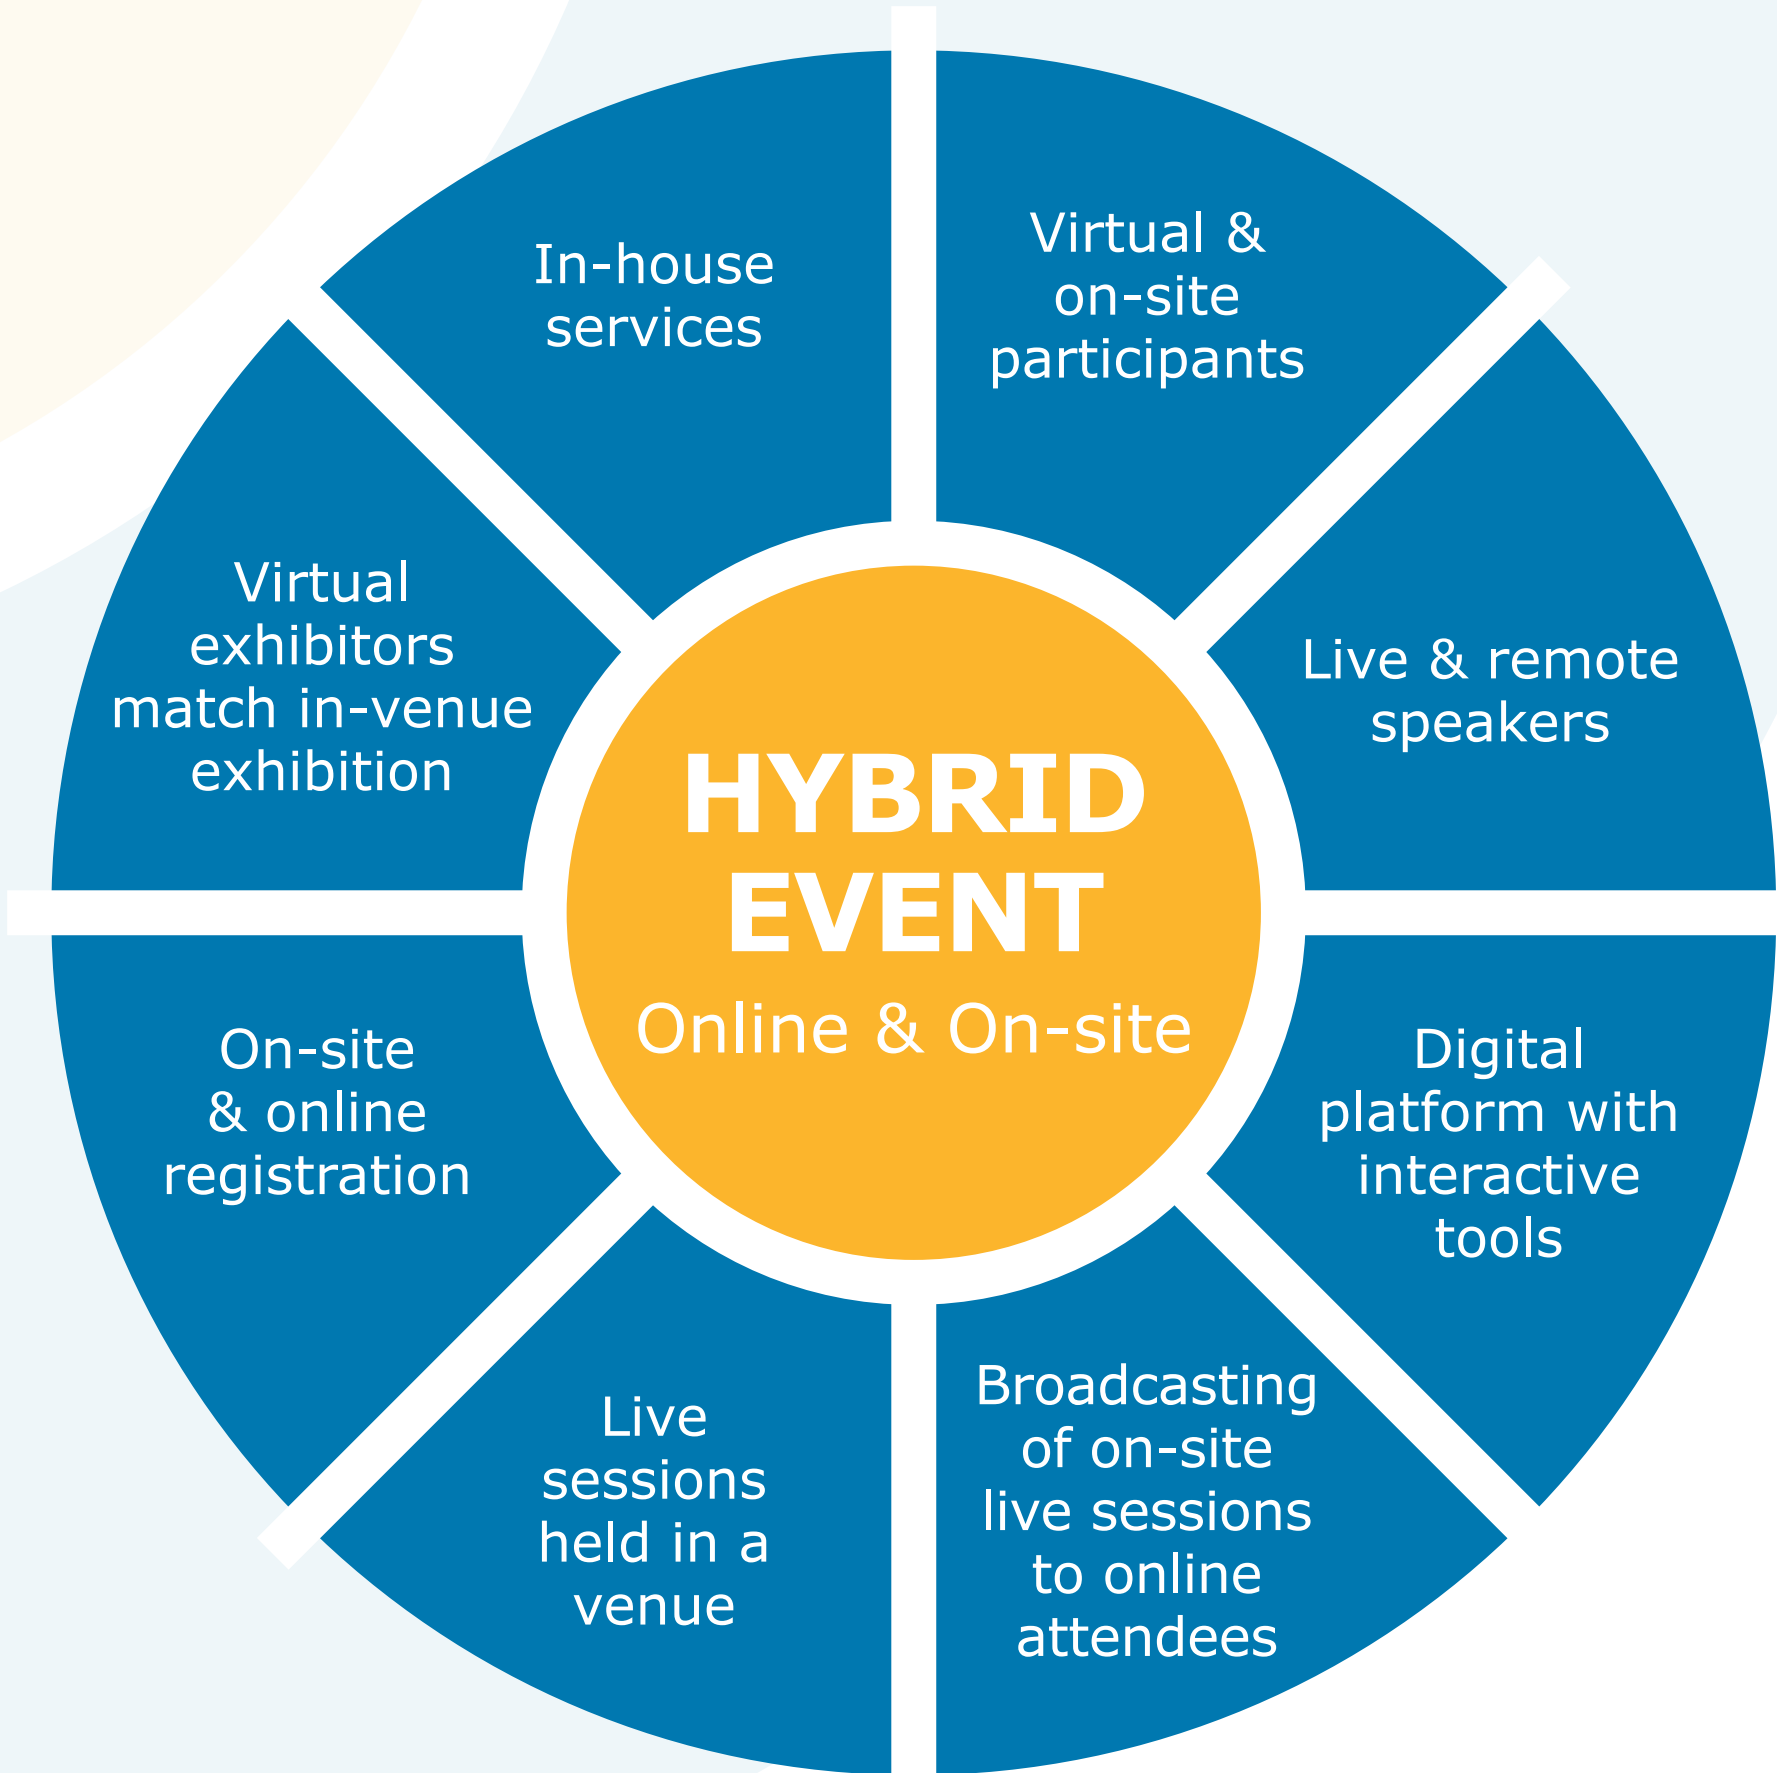 In-house
services
Virtual &
on-site
participants
Live & remote
speakers
Digital
platform with
interactive
tools
Broadcasting
of on-site
live sessions
to online
attendees
Live
sessions
held in a
venue
On-site
& online
registration
Virtual
exhibitors
match in-venue
exhibition
HYBRID
EVENT
Online & On-site